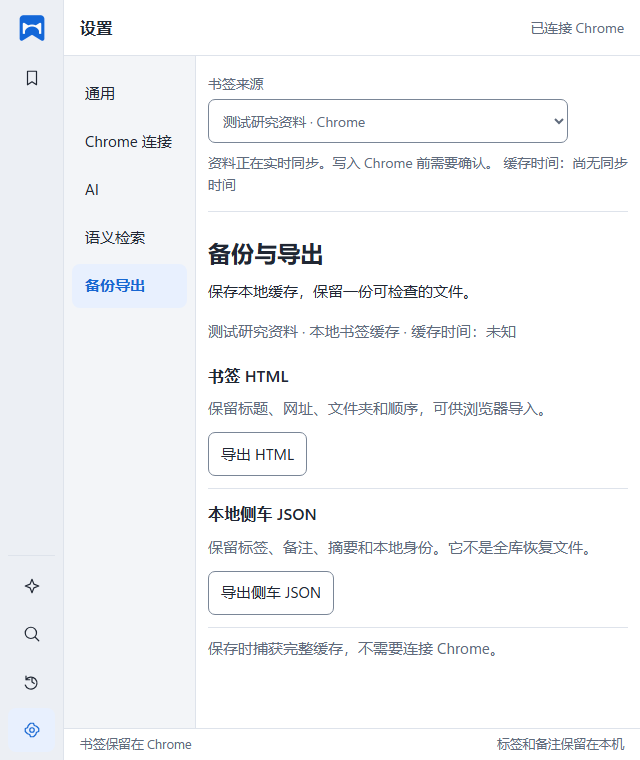 设置
已连接 Chrome
通用
Chrome 连接
AI
语义检索
备份导出
书签来源
测试研究资料 · Chrome
资料正在实时同步。写入 Chrome 前需要确认。 缓存时间：尚无同步
时间
备份与导出
保存本地缓存，保留一份可检查的文件。
测试研究资料 · 本地书签缓存 · 缓存时间：未知
书签 HTML
保留标题、网址、文件夹和顺序，可供浏览器导入。
导出 HTML
本地侧车 JSON
保留标签、备注、摘要和本地身份。它不是全库恢复文件。
导出侧车 JSON
保存时捕获完整缓存，不需要连接 Chrome。
书签保留在 Chrome
标签和备注保留在本机